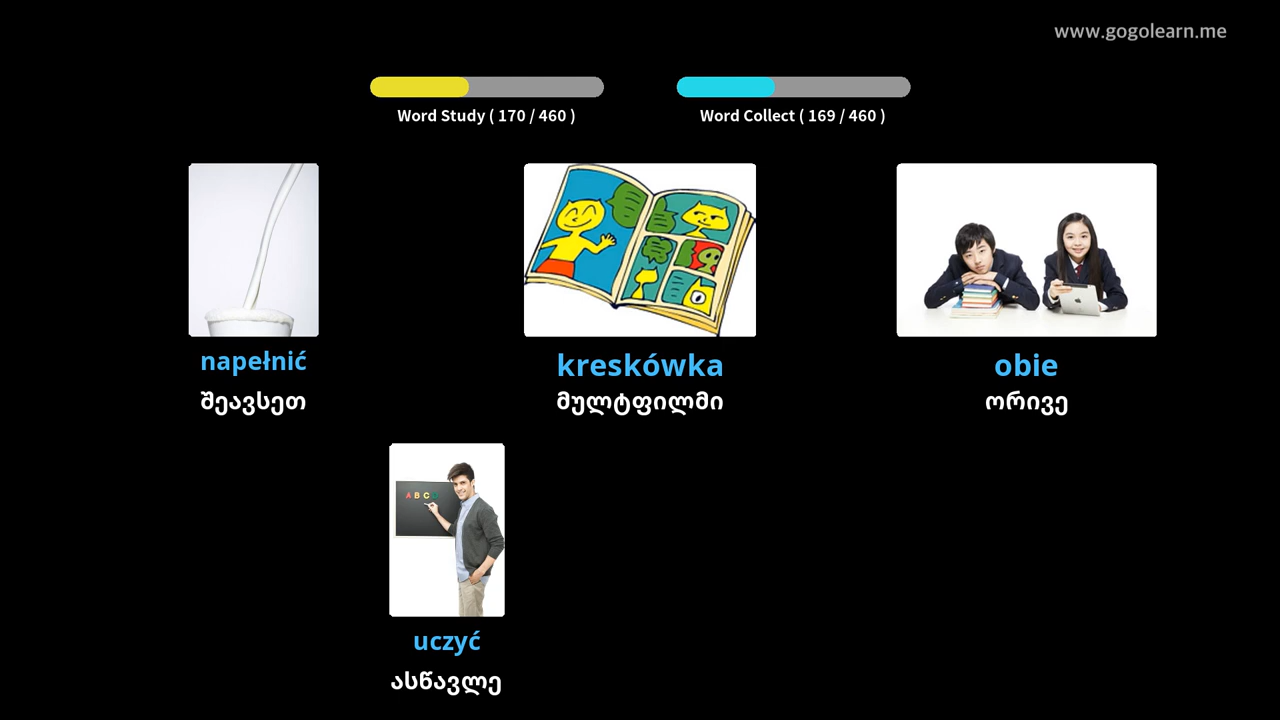 www.gogolearn.me
Word Study ( 170 / 460 )
Word Collect ( 169 / 460 )
napełnić
შეავსეთ
kreskówka
მულტფილმი
obie
ორივე
A B C D
uczyć
ასწავლე